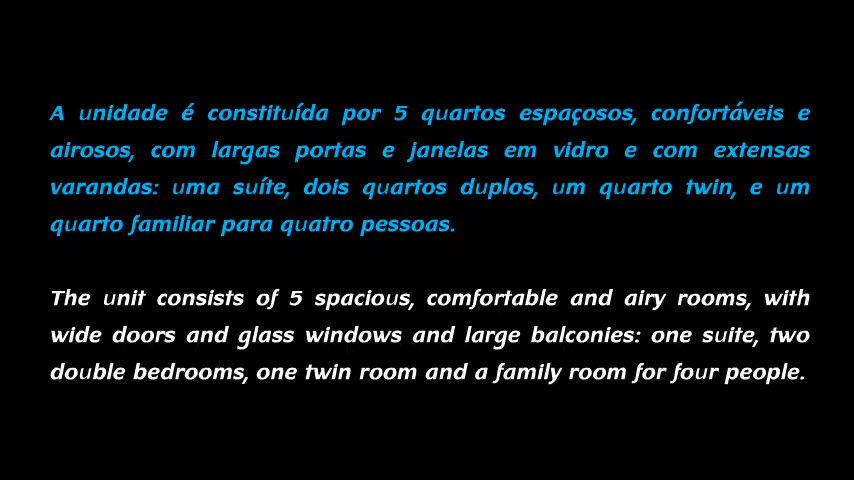 A unidade é constituída por 5 quartos espaçosos, confortáveis e
airosos, com largas portas e janelas em vidro e com extensas
varandas: uma suíte, dois quartos duplos, um quarto twin, e um
quarto familiar para quatro pessoas.
The unit consists of 5 spacious, comfortable and airy rooms, with
wide doors and glass windows and large balconies: one suite, two
double bedrooms, one twin room and a family room for four people.